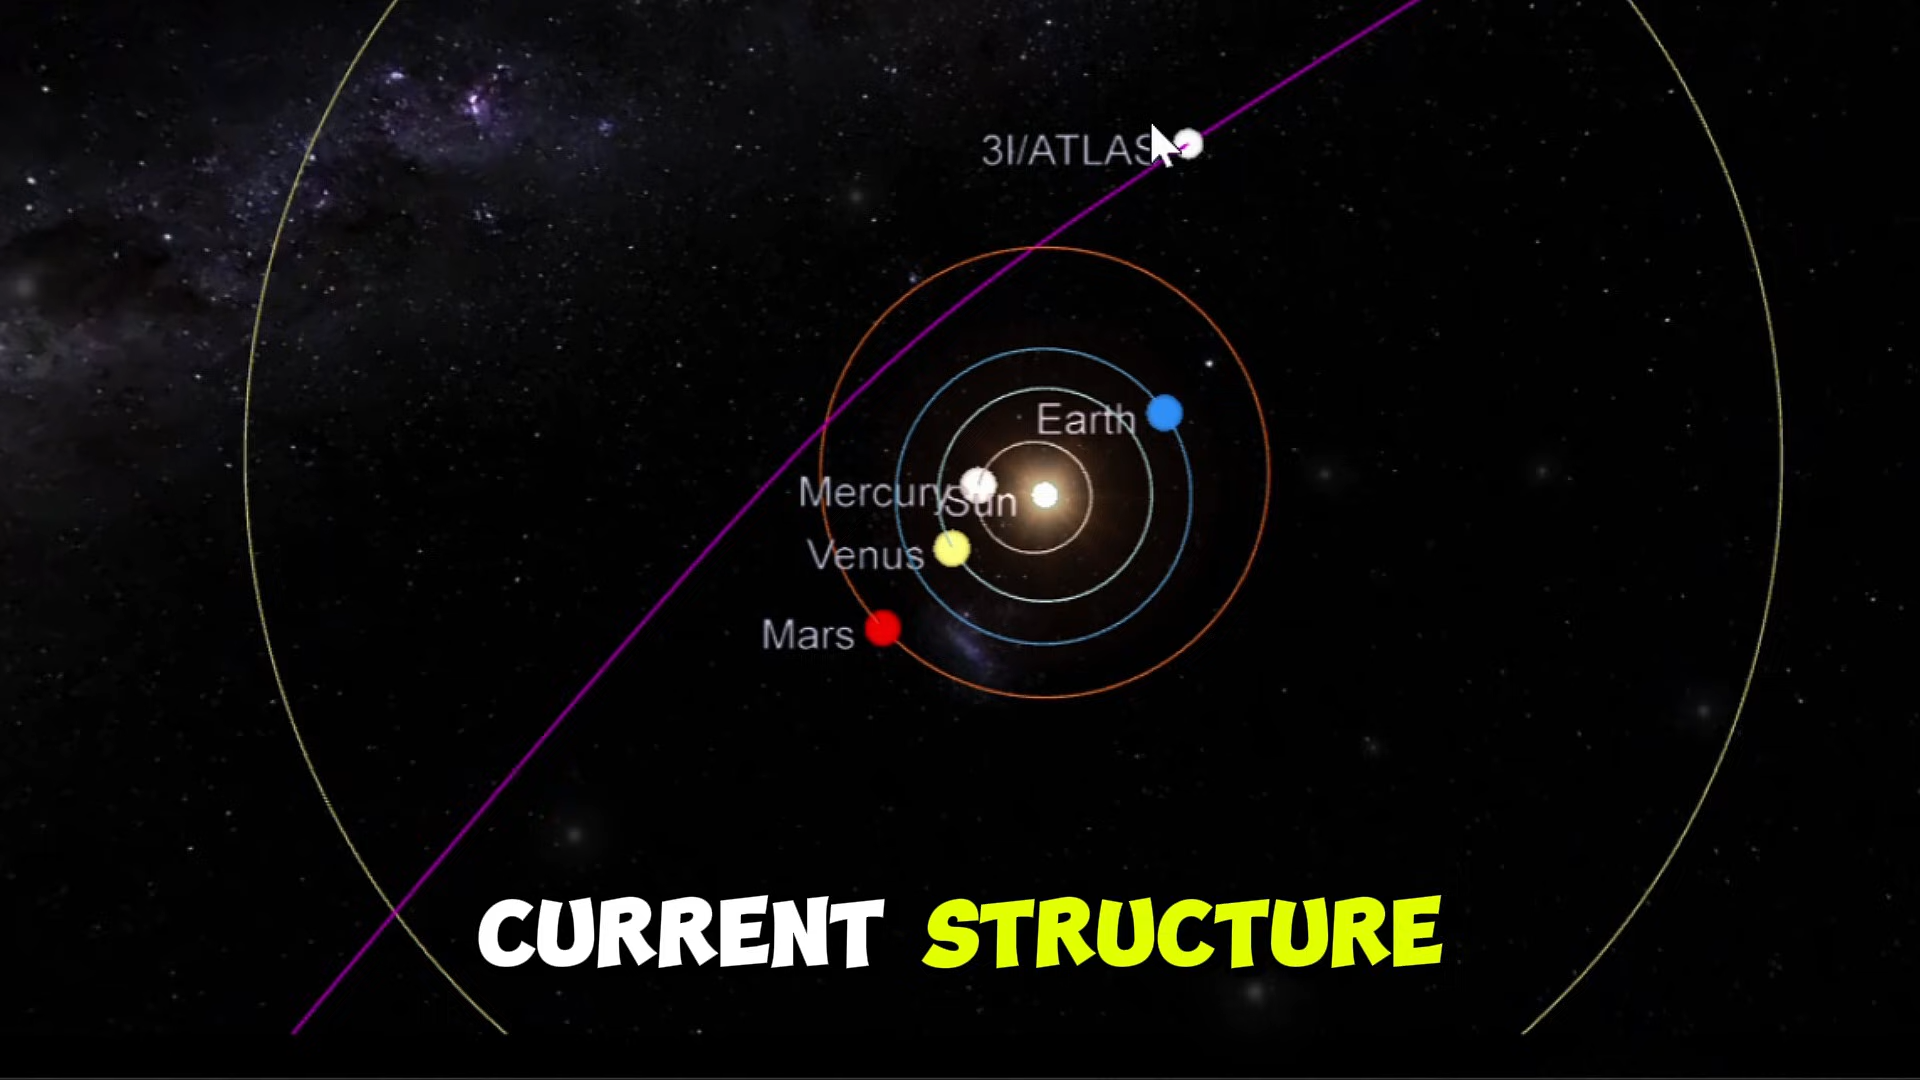 3I/ATLAS
Earth
Mercury
Sun
Venus
Mars
CURRENT STRUCTURE